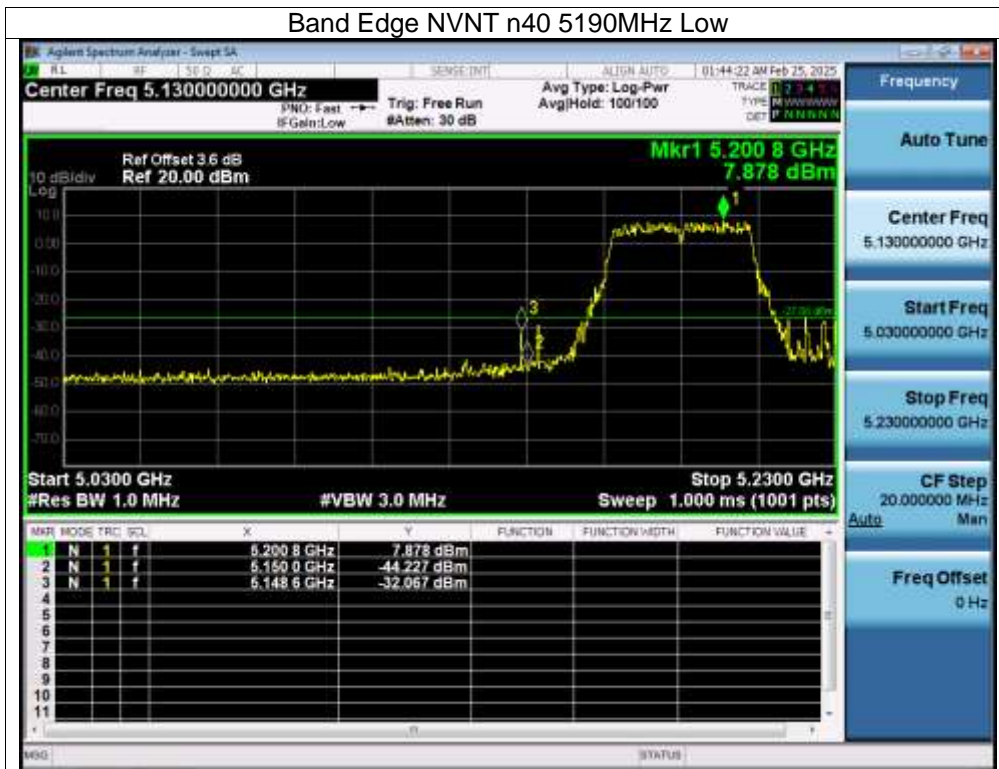 Band Edge NVNT n40 5190MHz Low
Agilent Spectrum Analyzer - Swept SA
RL RF 50 Ω AC SENSE:INT ALIGN AUTO 01:44:22 AM Feb 25, 2025
Center Freq 5.130000000 GHz
PNO: Fast
IFGain:Low
Trig: Free Run
#Atten: 30 dB
Avg Type: Log-Pwr
Avg|Hold: 100/100
TRACE 1 2 3 4 5 6
TYPE M WWWWW
DET P N N N N N
Frequency
Auto Tune
Center Freq
5.130000000 GHz
Start Freq
5.030000000 GHz
Stop Freq
5.230000000 GHz
CF Step
20.000000 MHz
Auto Man
Freq Offset
0 Hz
Ref Offset 3.6 dB
10 dB/div Ref 20.00 dBm
Log
Mkr1 5.200 8 GHz
7.878 dBm
10.0
0.00
-10.0
-20.0
-30.0
-40.0
-50.0
-60.0
-70.0
1
3
2
-27.00 dBm
Start 5.0300 GHz Stop 5.2300 GHz
#Res BW 1.0 MHz #VBW 3.0 MHz Sweep 1.000 ms (1001 pts)
MKR MODE TRC SCL X Y FUNCTION FUNCTION WIDTH FUNCTION VALUE
1 N 1 f 5.200 8 GHz 7.878 dBm
2 N 1 f 5.150 0 GHz -44.227 dBm
3 N 1 f 5.148 6 GHz -32.067 dBm
4
5
6
7
8
9
10
11
MSG STATUS